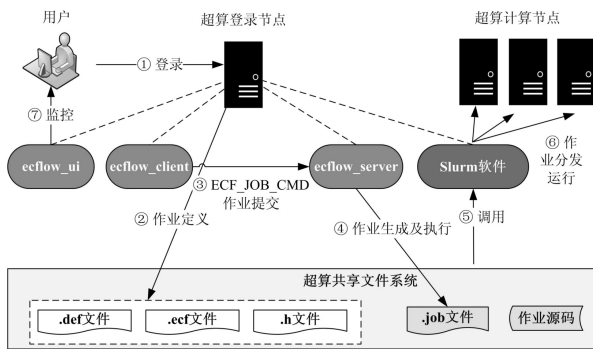 用户
超算登录节点
超算计算节点
① 登录
⑦ 监控
⑥ 作
业分发
运行
ecflow_ui
ecflow_client
ecflow_server
Slurm软件
③ ECF_JOB_CMD
作业提交
② 作业定义
④ 作业生成及执行
⑤ 调用
超算共享文件系统
.def文件
.ecf文件
.h文件
.job文件
作业源码